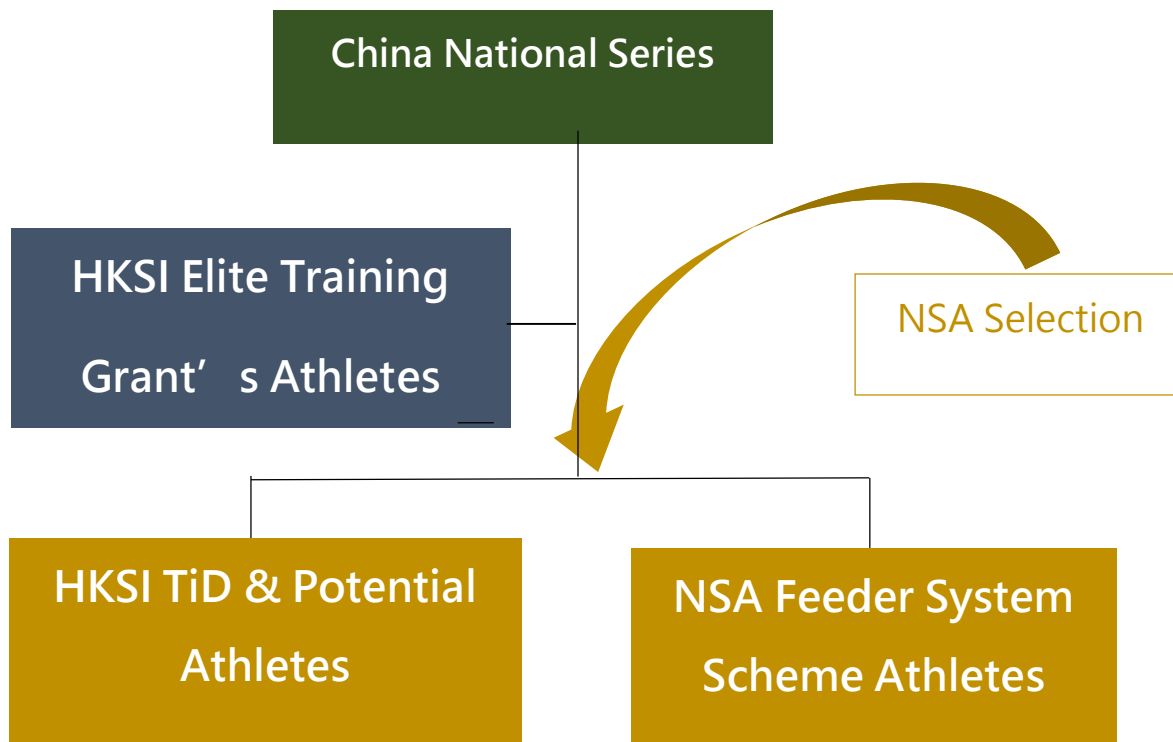 China National Series
HKSI Elite Training
Grant’s Athletes
NSA Selection
HKSI TiD & Potential
Athletes
NSA Feeder System
Scheme Athletes